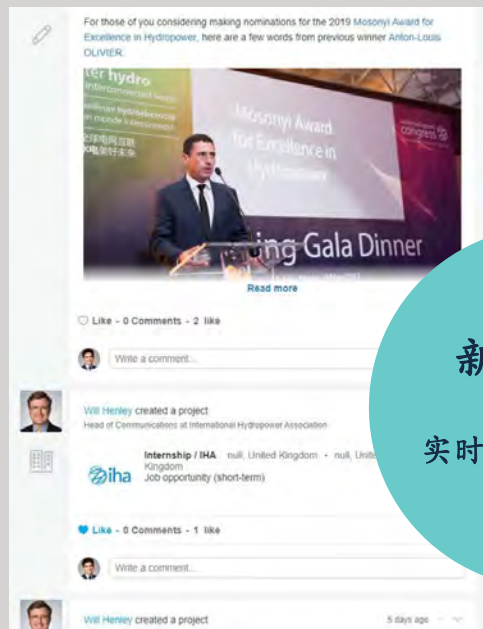 For those of you considering making nominations for the 2019 Mosonyi Award for
Excellence in Hydropower, here are a few words from previous winner Anton-Louis
OLIVIER.
ter hydro
Mosonyi Award
for Excellence in
Hydropower
congress
ing Gala Dinner
Read more
Like - 0 Comments - 2 like
Write a comment...
Will Henley created a project
Head of Communications at International Hydropower Association
Internship / IHA null, United Kingdom - null, Unite
Kingdom
iha
Job opportunity (short-term)
Like - 0 Comments - 1 like
Write a comment...
Will Henley created a project
5 days ago
新
实时